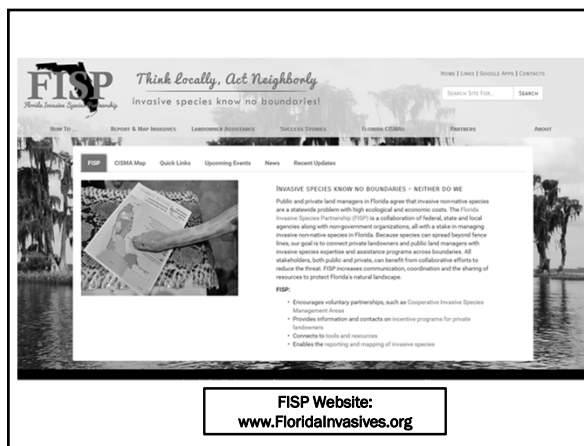 FISP
Florida Invasive Species Partnership
Think Locally, Act Neighborly
invasive species know no boundaries!
HOME | LINKS | GOOGLE APPS | CONTACTS
SEARCH SITE FOR...
SEARCH
HOW TO ...
REPORT & MAP INVASIVES
LANDOWNER ASSISTANCE
SUCCESS STORIES
FLORIDA CISMAS
PARTNERS
ABOUT
FISP
CISMA Map
Quick Links
Upcoming Events
News
Recent Updates
INVASIVE SPECIES KNOW NO BOUNDARIES – NEITHER DO WE
Public and private land managers in Florida agree that invasive non-native species
are a statewide problem with high ecological and economic costs. The Florida
Invasive Species Partnership (FISP) is a collaboration of federal, state and local
agencies along with non-government organizations, all with a stake in managing
invasive non-native species in Florida. Because species can spread beyond fence
lines, our goal is to connect private landowners and public land managers with
invasive species expertise and assistance programs across boundaries. All
stakeholders, both public and private, can benefit from collaborative efforts to
reduce the threat. FISP increases communication, coordination and the sharing of
resources to protect Florida's natural landscape.
FISP:
• Encourages voluntary partnerships, such as Cooperative Invasive Species
Management Areas
• Provides information and contacts on incentive programs for private
landowners
• Connects to tools and resources
• Enables the reporting and mapping of invasive species
FISP Website:
www.FloridaInvasives.org